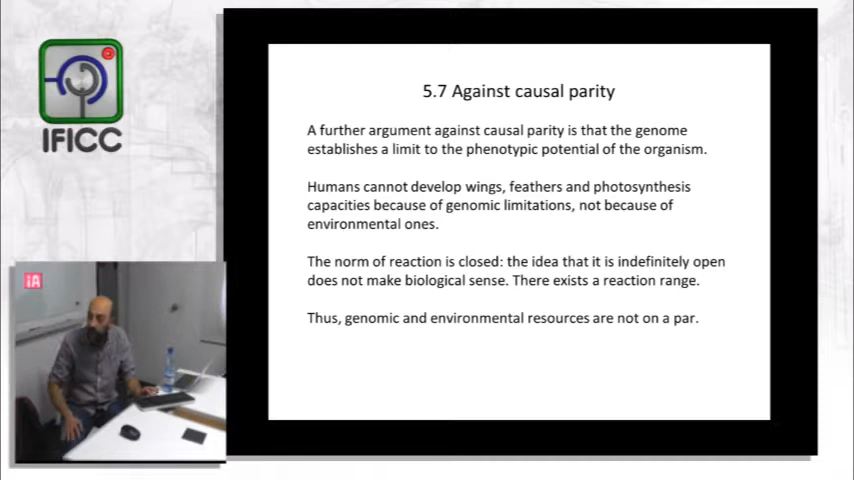 IFICC
iA
5.7 Against causal parity
A further argument against causal parity is that the genome
establishes a limit to the phenotypic potential of the organism.
Humans cannot develop wings, feathers and photosynthesis
capacities because of genomic limitations, not because of
environmental ones.
The norm of reaction is closed: the idea that it is indefinitely open
does not make biological sense. There exists a reaction range.
Thus, genomic and environmental resources are not on a par.